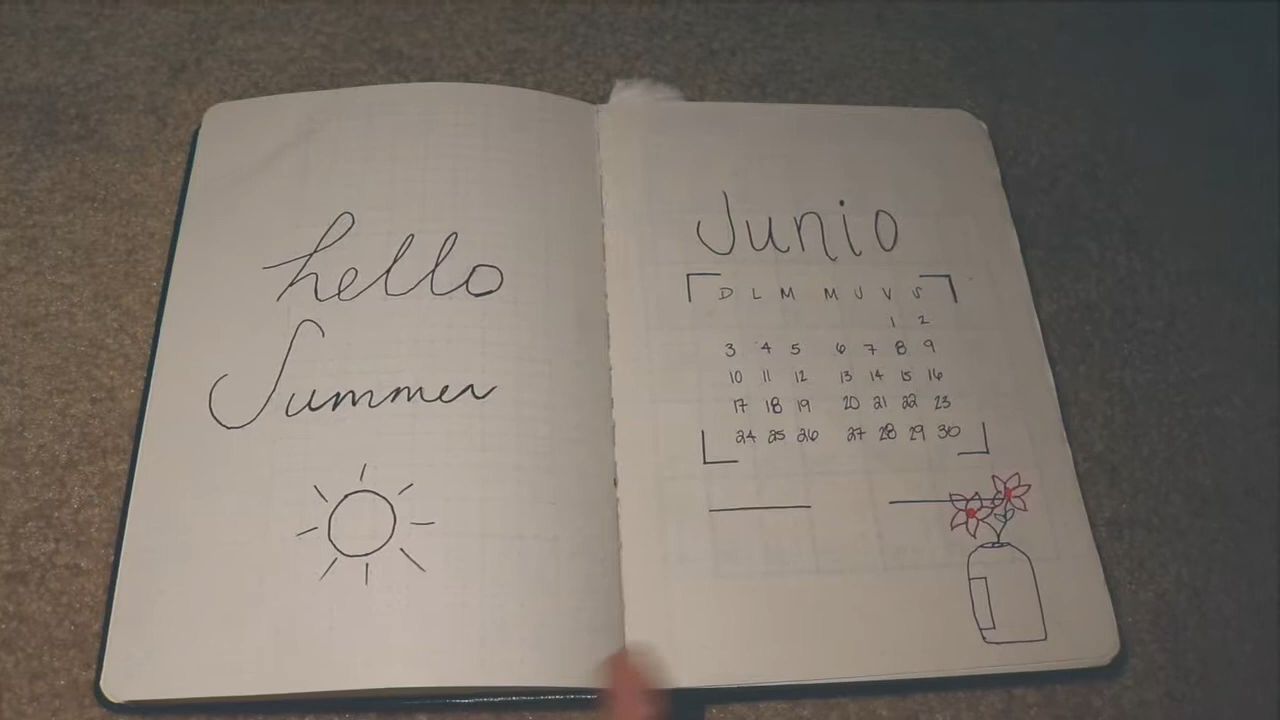 hello
Summer
Junio
D L M M J V S
1 2
3 4 5 6 7 8 9
10 11 12 13 14 15 16
17 18 19 20 21 22 23
24 25 26 27 28 29 30